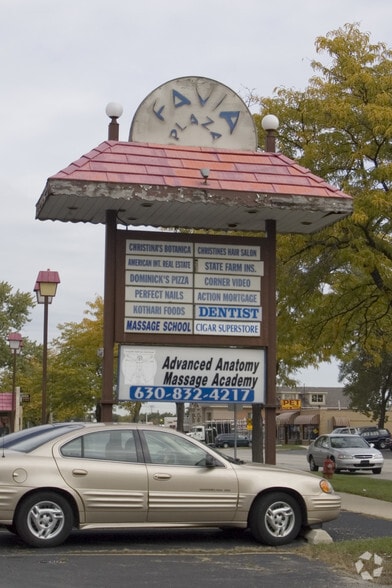 FAVIA
PLAZA
CHRISTINA'S BOTANICA CHRISTINES HAIR SALON
AMERICAN INT. REAL ESTATE STATE FARM INS.
DOMINICK'S PIZZA CORNER VIDEO
PERFECT NAILS ACTION MORTGAGE
KOTHARI FOODS DENTIST
MASSAGE SCHOOL CIGAR SUPERSTORE
Advanced Anatomy
Massage Academy
630-832-4217
PET